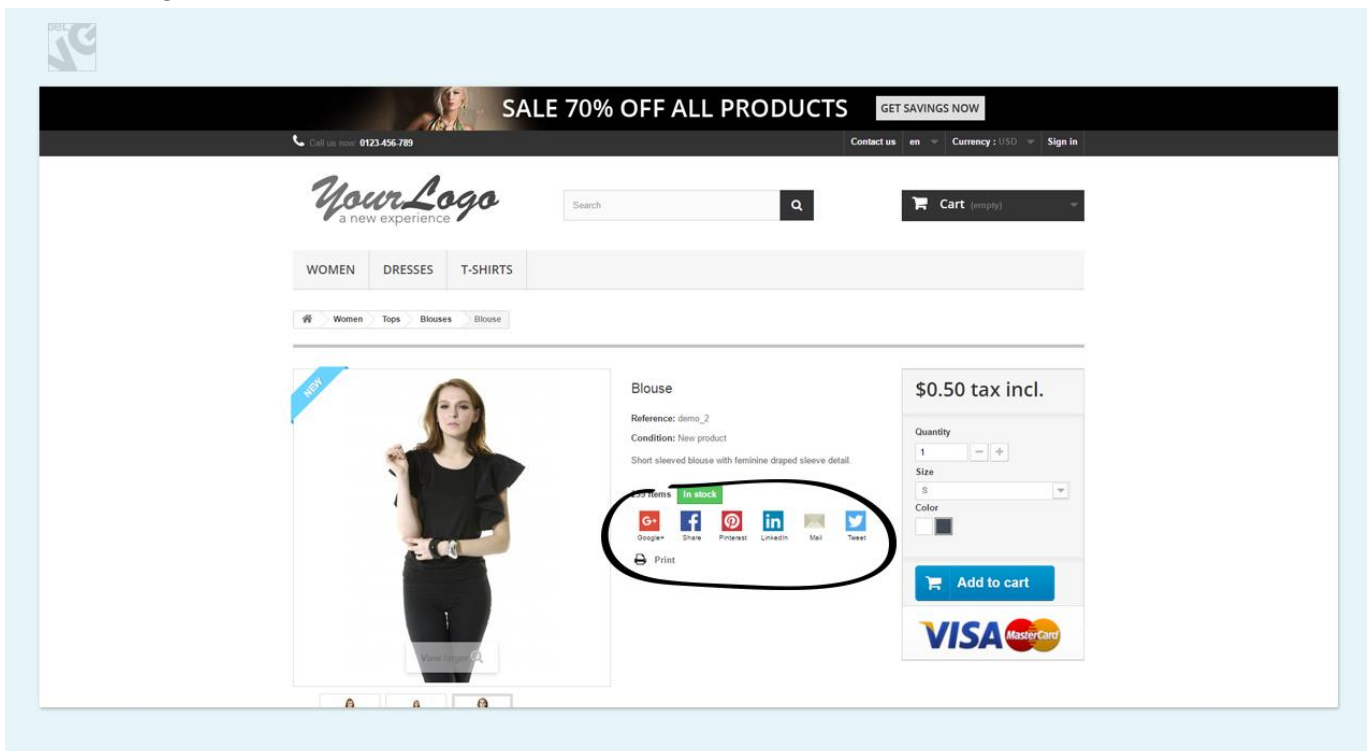 SALE 70% OFF ALL PRODUCTS GET SAVINGS NOW
Call us now: 0123-456-789 Contact us en Currency : USD Sign in
Your Logo
a new experience
Search
Cart (empty)
WOMEN DRESSES T-SHIRTS
Women Tops Blouses Blouse
NEW
View larger
Blouse
Reference: demo_2
Condition: New product
Short sleeved blouse with feminine draped sleeve detail.
Items In stock
G+ f in
Google+ Share Pinterest LinkedIn Mail Tweet
Print
$0.50 tax incl.
Quantity
1 - +
Size
S
Color
Add to cart
VISA MasterCard